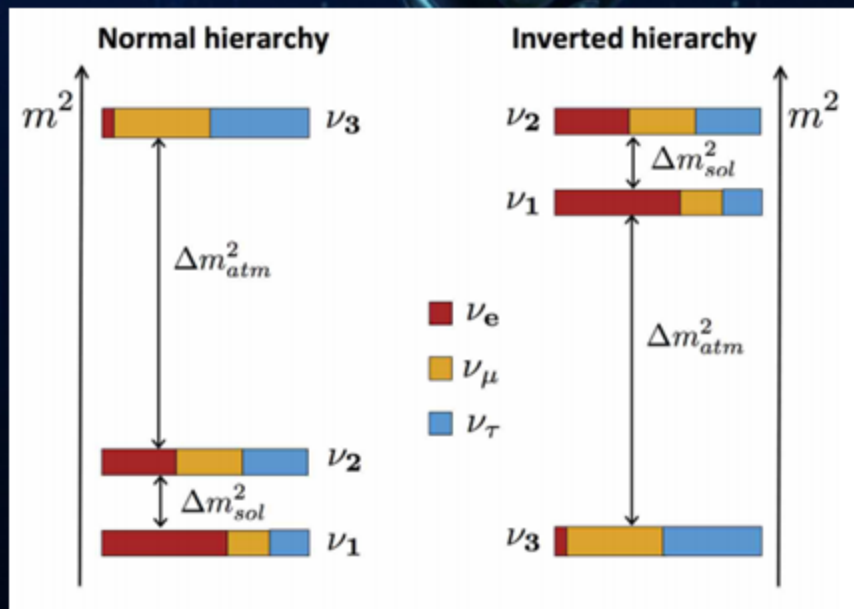 Normal hierarchy
m²
ν₃
Δm²ₐₜₘ
ν₂
Δm²ₛₒₗ
ν₁
νₑ
ν_μ
ν_τ
Inverted hierarchy
m²
ν₂
Δm²ₛₒₗ
ν₁
Δm²ₐₜₘ
ν₃